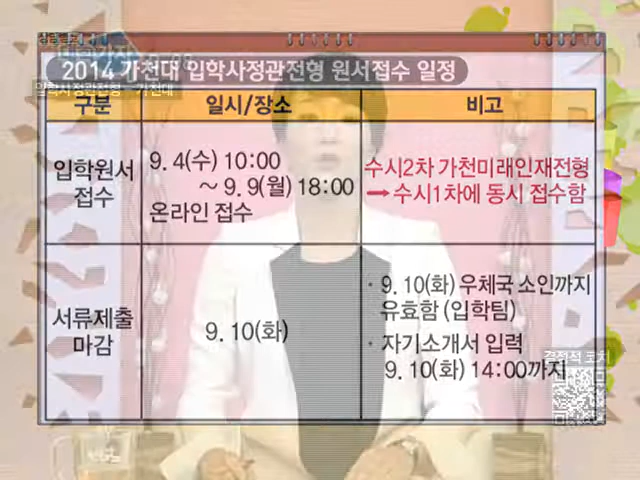 2014 가천대 입학사정관전형 원서접수 일정
입학사정관전형 - 가천대
구분 일시/장소 비고
입학원서
접수
9. 4(수) 10:00
~ 9. 9(월) 18:00
온라인 접수
수시2차 가천미래인재전형
→ 수시1차에 동시 접수함
서류제출
마감
9. 10(화)
· 9. 10(화) 우체국 소인까지
유효함 (입학팀)
· 자기소개서 입력
9. 10(화) 14:00까지
결정적 코치